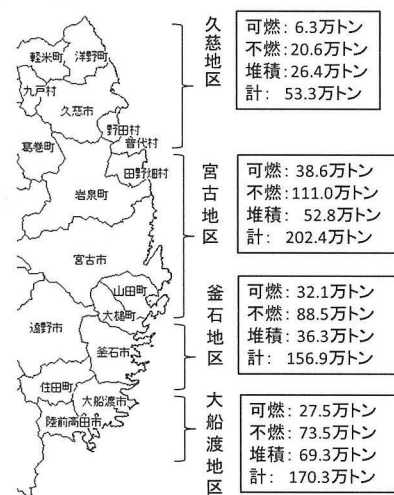 軽米町
洋野町
九戸村
久慈市
野田村
普代村
葛巻町
田野畑村
岩泉町
宮古市
山田町
大槌町
遠野市
釜石市
住田町
大船渡市
陸前高田市
久慈地区
可燃: 6.3万トン
不燃: 20.6万トン
堆積: 26.4万トン
計: 53.3万トン
宮古地区
可燃: 38.6万トン
不燃: 111.0万トン
堆積: 52.8万トン
計: 202.4万トン
釜石地区
可燃: 32.1万トン
不燃: 88.5万トン
堆積: 36.3万トン
計: 156.9万トン
大船渡地区
可燃: 27.5万トン
不燃: 73.5万トン
堆積: 69.3万トン
計: 170.3万トン